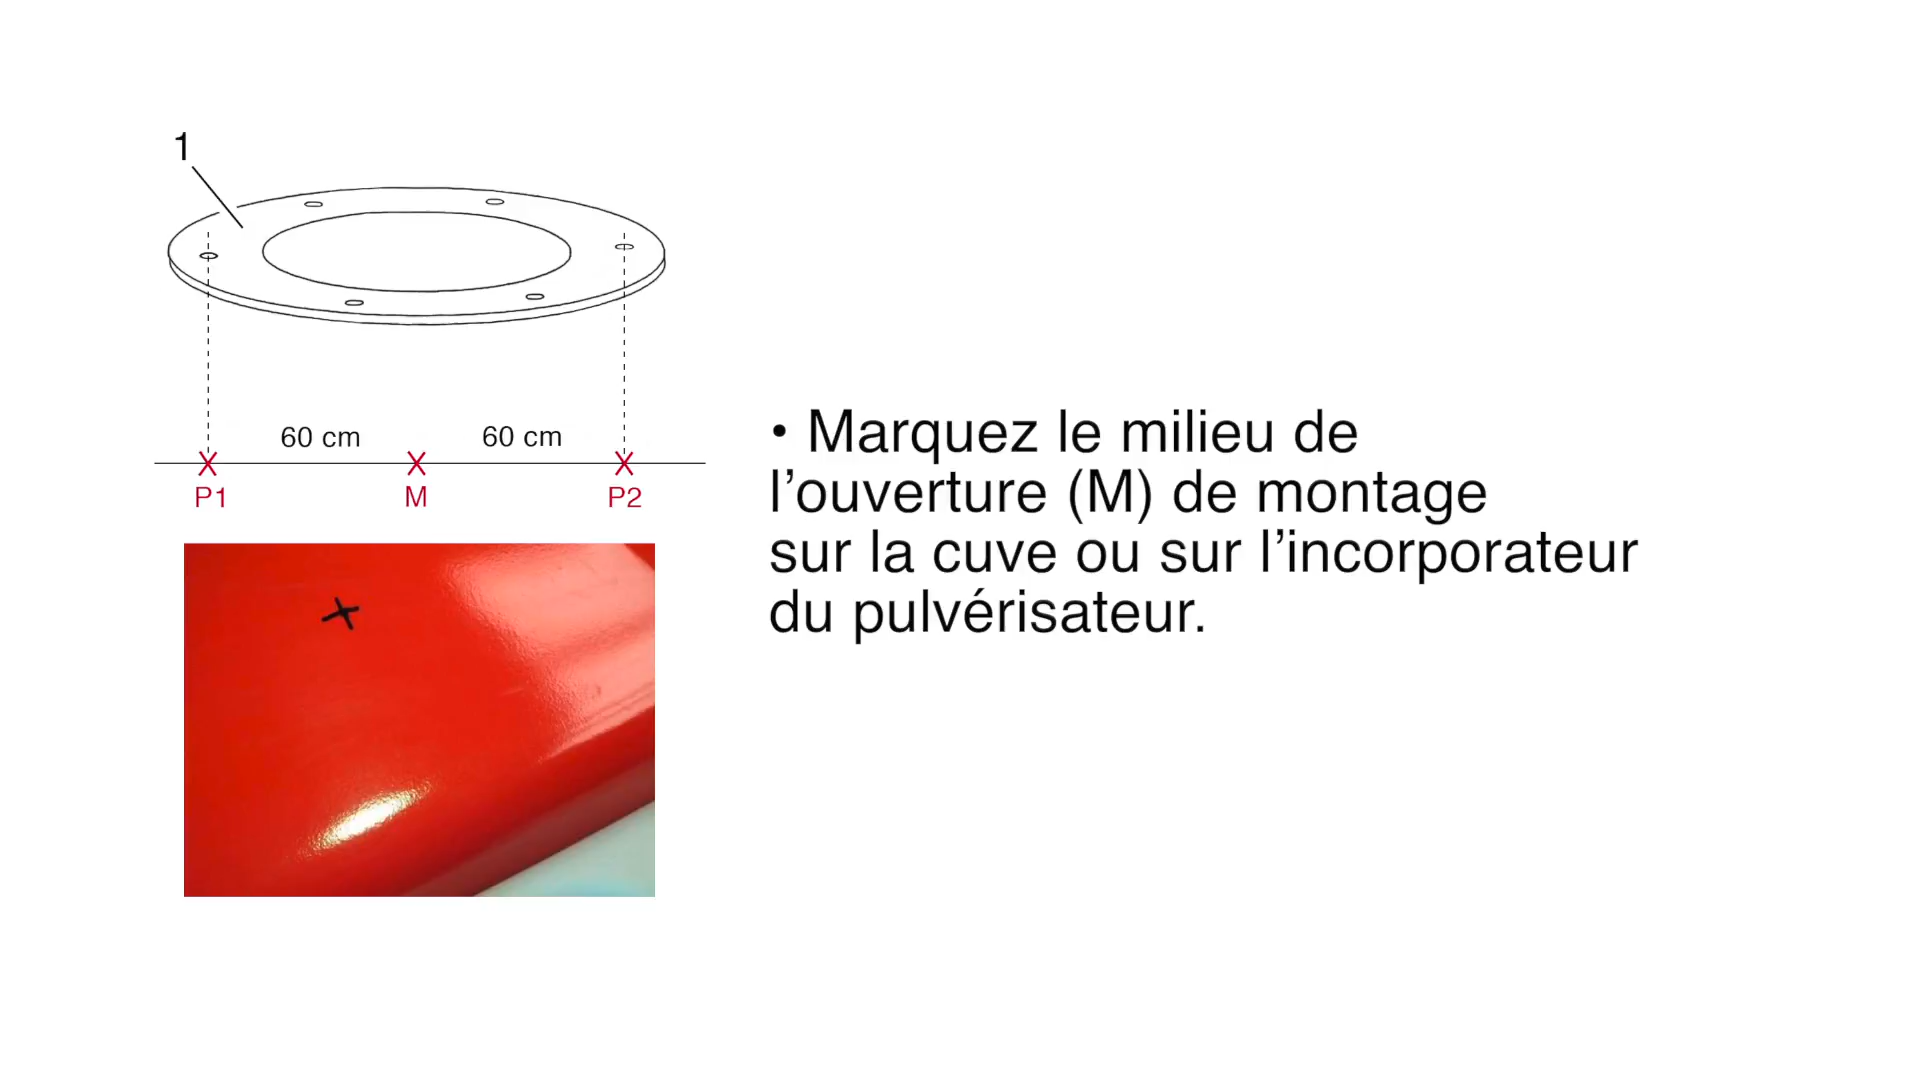 1
60 cm 60 cm
P1 M P2
• Marquez le milieu de
l’ouverture (M) de montage
sur la cuve ou sur l’incorporateur
du pulvérisateur.